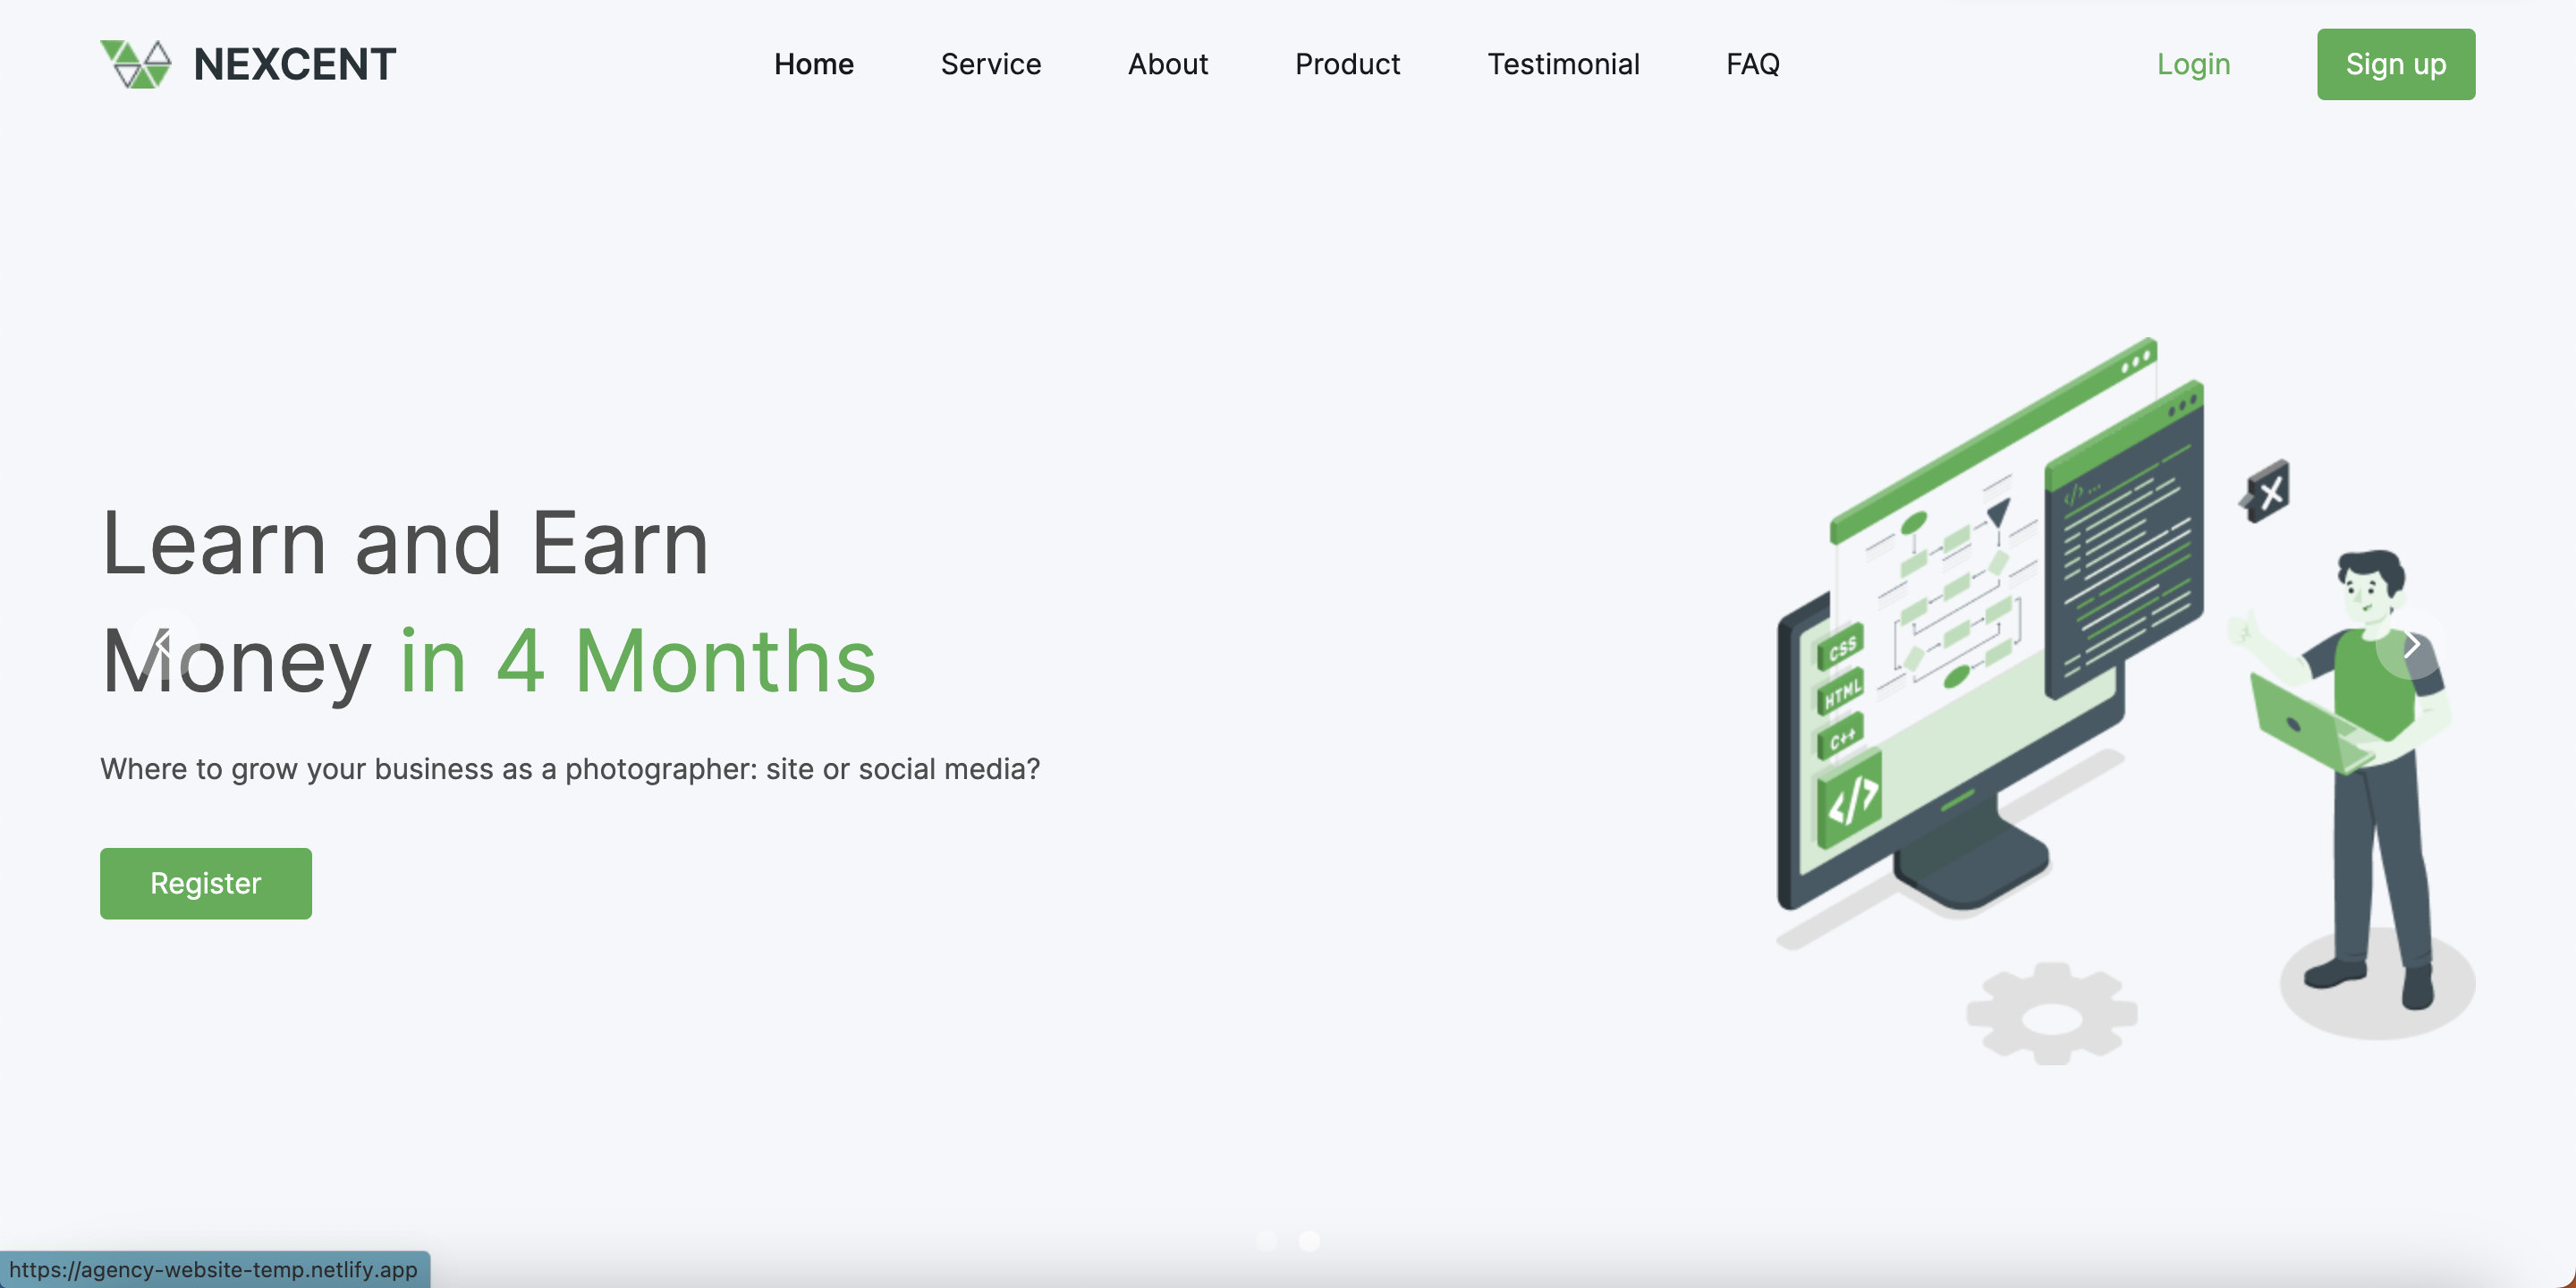 NEXCENT
Home Service About Product Testimonial FAQ
Login Sign up
Learn and Earn
Money in 4 Months
Where to grow your business as a photographer: site or social media?
Register
</> ...
X
CSS
HTML
C++
</>
https://agency-website-temp.netlify.app